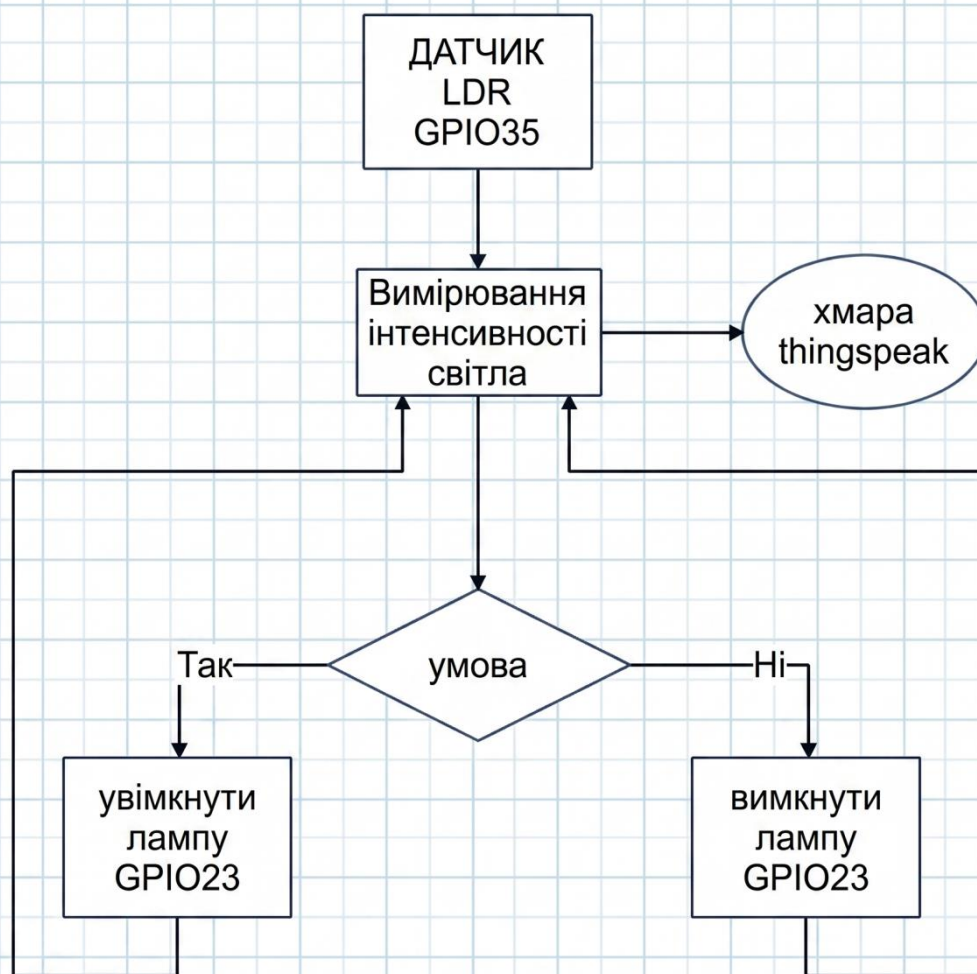 ДАТЧИК
LDR
GPIO35
Вимірювання
інтенсивності
світла
хмара
thingspeak
умова
Так
Ні
увімкнути
лампу
GPIO23
вимкнути
лампу
GPIO23